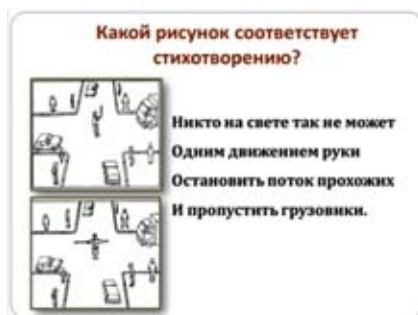 Какой рисунок соответствует
стихотворению?
Никто на свете так не может
Одним движением руки
Остановить поток прохожих
И пропустить грузовики.